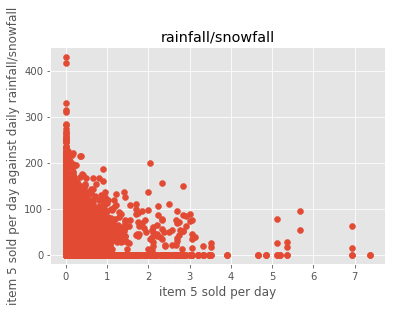 rainfall/snowfall
item 5 sold per day against daily rainfall/snowfall
400
300
200
100
0
0 1 2 3 4 5 6 7
item 5 sold per day